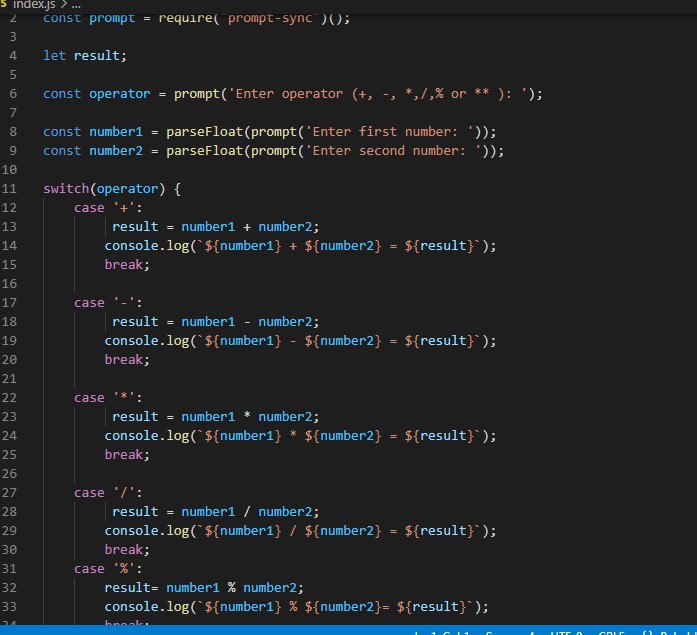 index.js > ...
2 const prompt = require("prompt-sync")();
3
4 let result;
5
6 const operator = prompt('Enter operator (+, -, *,/,% or ** ): ');
7
8 const number1 = parseFloat(prompt('Enter first number: '));
9 const number2 = parseFloat(prompt('Enter second number: '));
10
11 switch(operator) {
12 case '+':
13 result = number1 + number2;
14 console.log(`${number1} + ${number2} = ${result}`);
15 break;
16
17 case '-':
18 result = number1 - number2;
19 console.log(`${number1} - ${number2} = ${result}`);
20 break;
21
22 case '*':
23 result = number1 * number2;
24 console.log(`${number1} * ${number2} = ${result}`);
25 break;
26
27 case '/':
28 result = number1 / number2;
29 console.log(`${number1} / ${number2} = ${result}`);
30 break;
31 case '%':
32 result= number1 % number2;
33 console.log(`${number1} % ${number2}= ${result}`);
34 break;